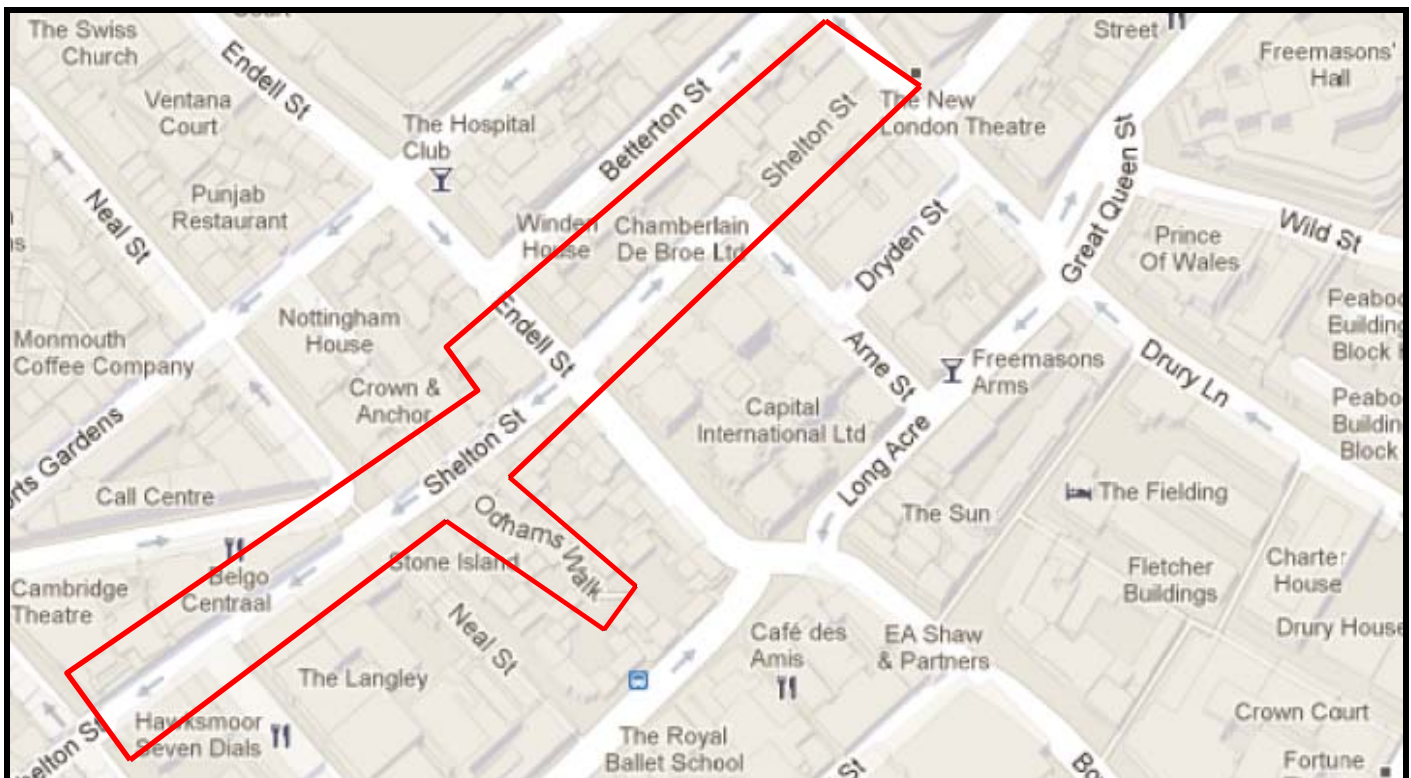 The Swiss
Church
Endell St
Ventana
Court
The Hospital
Club
Betterton St
Shelton St
The New
London Theatre
Street
Freemasons'
Hall
Great Queen St
Neal St
Punjab
Restaurant
Winden
House
Chamberlain
De Broe Ltd
Dryden St
Prince
Of Wales
Wild St
Nottingham
House
Endell St
Monmouth
Coffee Company
Crown &
Anchor
Arne St
Freemasons
Arms
Drury Ln
Capital
International Ltd
Shelton St
Long Acre
Call Centre
Odhams Walk
The Sun
The Fielding
Stone Island
Belgo
Centraal
Cambridge
Theatre
Fletcher
Buildings
Charter
House
Neal St
Drury House
Café des
Amis
EA Shaw
& Partners
The Langley
Hawksmoor
Seven Dials
The Royal
Ballet School
Crown Court
Fortune
Gardens
Block
Block
St